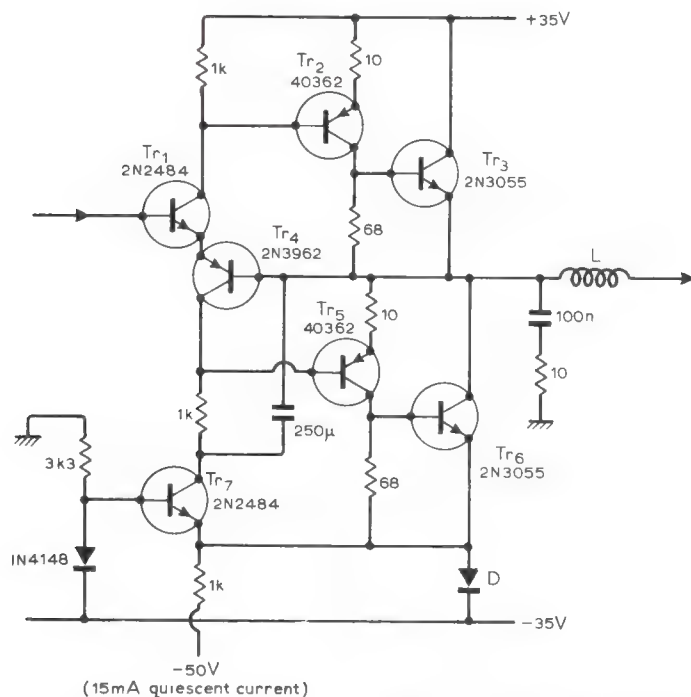 +35V
1k
10
Tr2
40362
Tr1
2N2484
Tr3
2N3055
Tr4
2N3962
68
L
Tr5
40362
10
100n
10
1k
250μ
3k3
Tr7
2N2484
Tr6
2N3055
68
IN4148
1k
D
-35V
-50V
(15mA quiescent current)